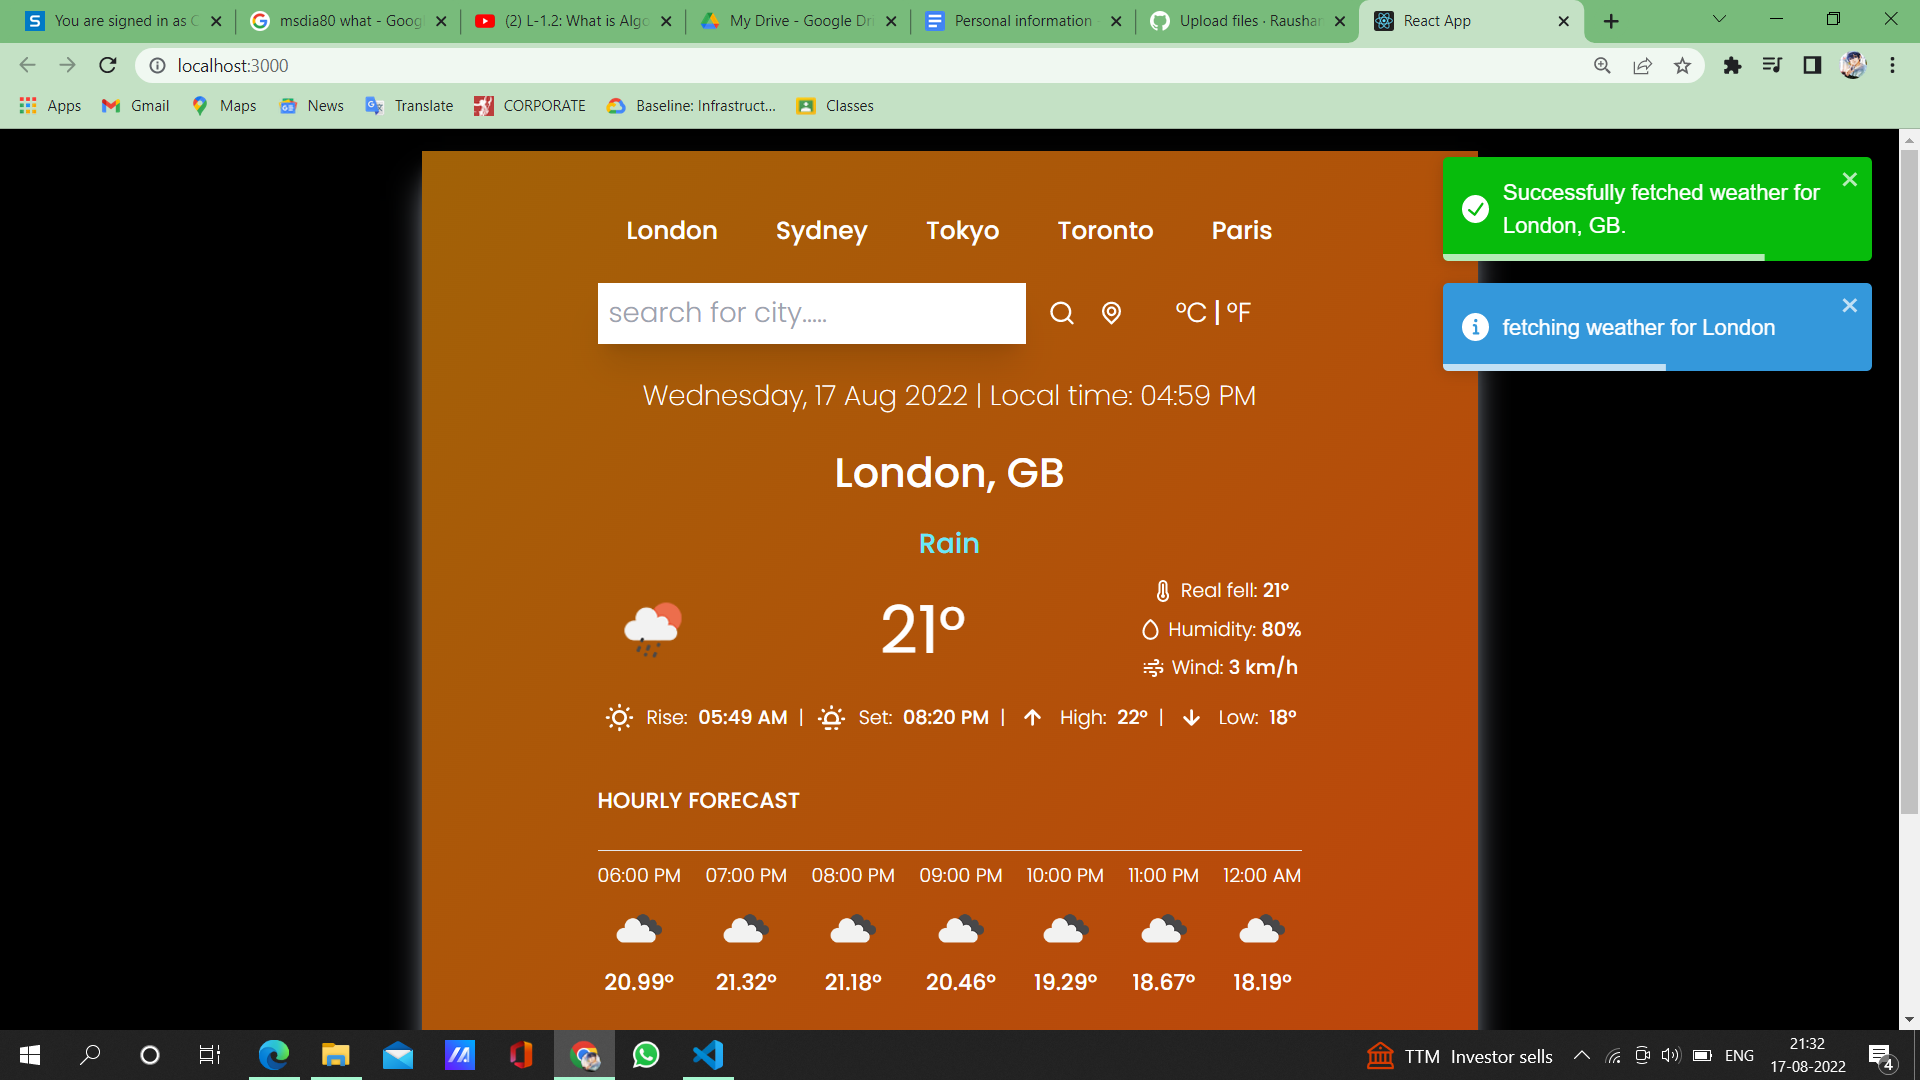 You are signed in as C
msdia80 what - Goog
(2) L-1.2: What is Algo
My Drive - Google Dri
Personal information -
Upload files · Raushan
React App
localhost:3000
Apps
Gmail
Maps
News
Translate
CORPORATE
Baseline: Infrastruct...
Classes
London Sydney Tokyo Toronto Paris
search for city.....
°C | °F
Successfully fetched weather for
London, GB.
fetching weather for London
Wednesday, 17 Aug 2022 | Local time: 04:59 PM
London, GB
Rain
21°
Real fell: 21°
Humidity: 80%
Wind: 3 km/h
Rise: 05:49 AM | Set: 08:20 PM | High: 22° | Low: 18°
HOURLY FORECAST
06:00 PM 07:00 PM 08:00 PM 09:00 PM 10:00 PM 11:00 PM 12:00 AM
20.99° 21.32° 21.18° 20.46° 19.29° 18.67° 18.19°
TTM Investor sells
ENG
21:32
17-08-2022
4